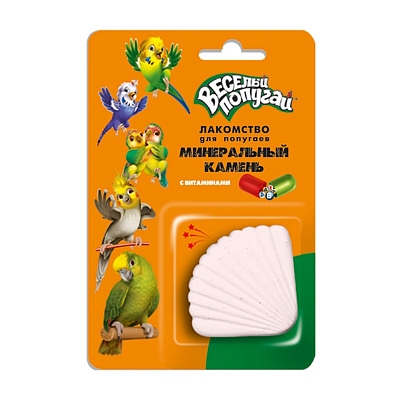 ВЕСЕЛЫЙ
ПОПУГАЙ
ЛАКОМСТВО
для попугаев
МИНЕРАЛЬНЫЙ
КАМЕНЬ
С ВИТАМИНАМИ